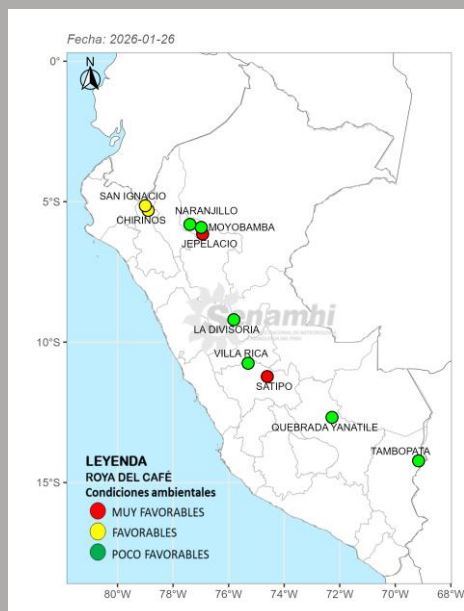 Fecha: 2026-01-26
N
0°
5°S
10°S
15°S
SAN IGNACIO
CHIRINOS
NARANJILLO
MOYOBAMBA
JEPELACIO
Senamhi
LA DIVISORIA
VILLA RICA
SATIPO
QUEBRADA YANATILE
TAMBOPATA
LEYENDA
ROYA DEL CAFÉ
Condiciones ambientales
MUY FAVORABLES
FAVORABLES
POCO FAVORABLES
80°W 78°W 76°W 74°W 72°W 70°W 68°W